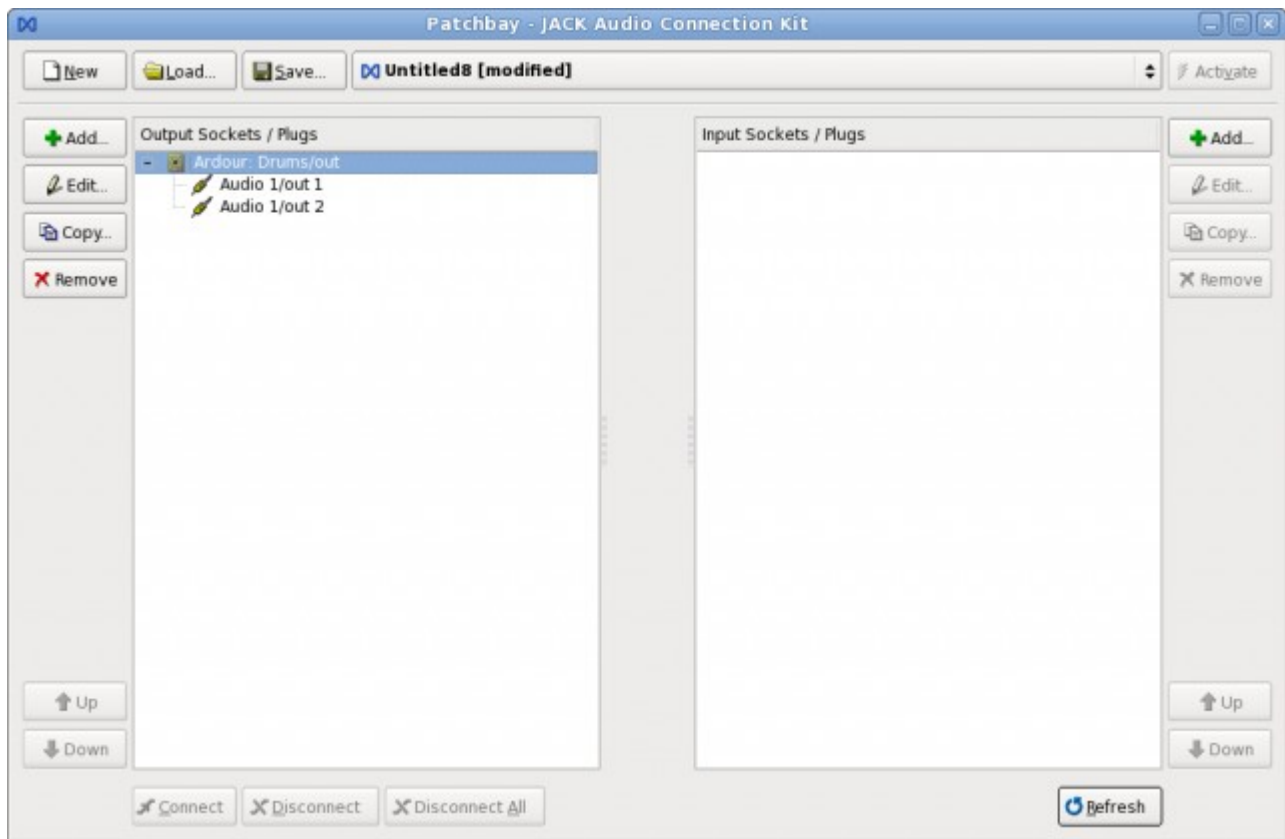 Patchbay - JACK Audio Connection Kit
New
Load...
Save...
Untitled8 [modified]
Activate
Add...
Edit...
Copy...
Remove
Output Sockets / Plugs
- Ardour: Drums/out
Audio 1/out 1
Audio 1/out 2
Input Sockets / Plugs
Add...
Edit...
Copy...
Remove
Up
Down
Up
Down
Connect
Disconnect
Disconnect All
Refresh